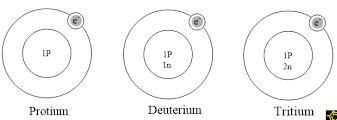 e⁻ e⁻ e⁻
1P 1P 1P
1n 2n
Protium Deuterium Tritium